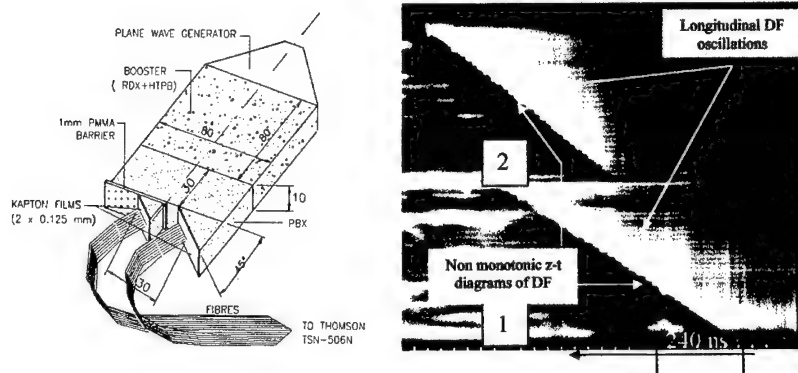 PLANE WAVE GENERATOR
BOOSTER
( RDX+HTPB)
1mm PMMA
BARRIER
80
80
30
10
KAPTON FILMS
(2 x 0.125 mm)
PBX
45°
30
FIBRES
TO THOMSON
TSN-506N
Longitudinal DF
oscillations
2
Non monotonic z-t
diagrams of DF
1
240 ns